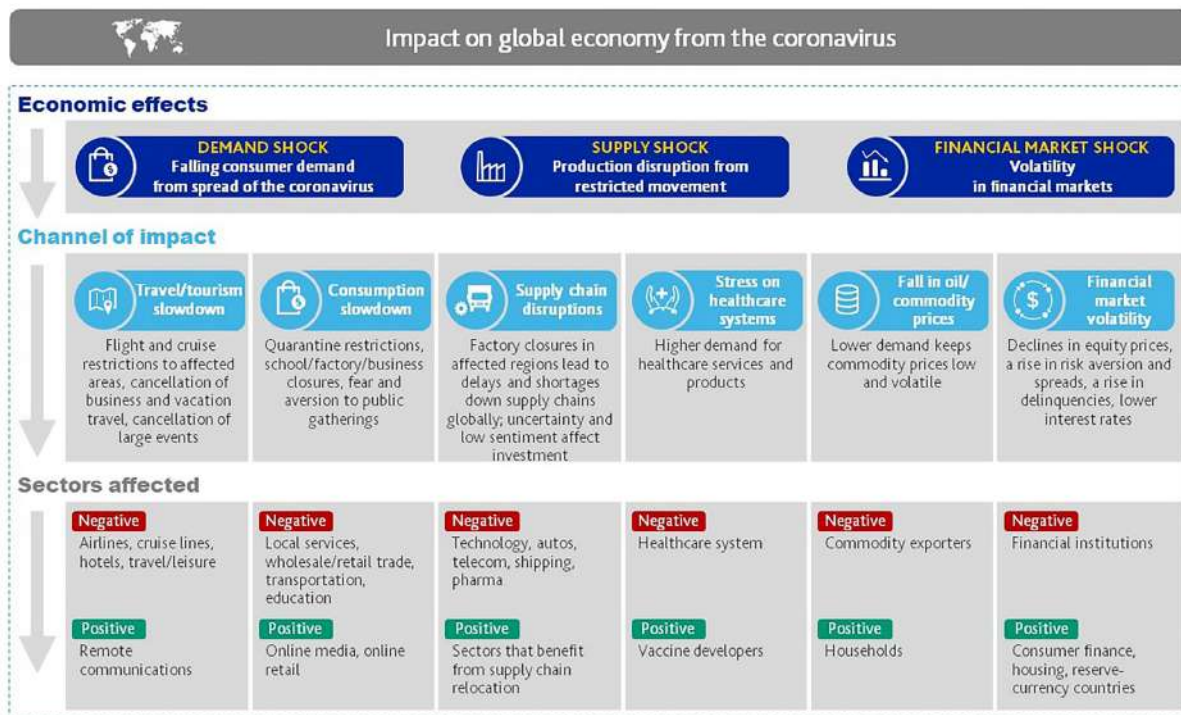 Impact on global economy from the coronavirus
Economic effects
DEMAND SHOCK
Falling consumer demand
from spread of the coronavirus
SUPPLY SHOCK
Production disruption from
restricted movement
FINANCIAL MARKET SHOCK
Volatility
in financial markets
Channel of impact
Travel/tourism
slowdown
Flight and cruise
restrictions to affected
areas, cancellation of
business and vacation
travel, cancellation of
large events
Consumption
slowdown
Quarantine restrictions,
school/factory/business
closures, fear and
aversion to public
gatherings
Supply chain
disruptions
Factory closures in
affected regions lead to
delays and shortages
down supply chains
globally; uncertainty and
low sentiment affect
investment
Stress on
healthcare
systems
Higher demand for
healthcare services and
products
Fall in oil/
commodity
prices
Lower demand keeps
commodity prices low
and volatile
Financial
market
volatility
Declines in equity prices,
a rise in risk aversion and
spreads, a rise in
delinquencies, lower
interest rates
Sectors affected
Negative
Airlines, cruise lines,
hotels, travel/leisure
Positive
Remote
communications
Negative
Local services,
wholesale/retail trade,
transportation,
education
Positive
Online media, online
retail
Negative
Technology, autos,
telecom, shipping,
pharma
Positive
Sectors that benefit
from supply chain
relocation
Negative
Healthcare system
Positive
Vaccine developers
Negative
Commodity exporters
Positive
Households
Negative
Financial institutions
Positive
Consumer finance,
housing, reserve-
currency countries